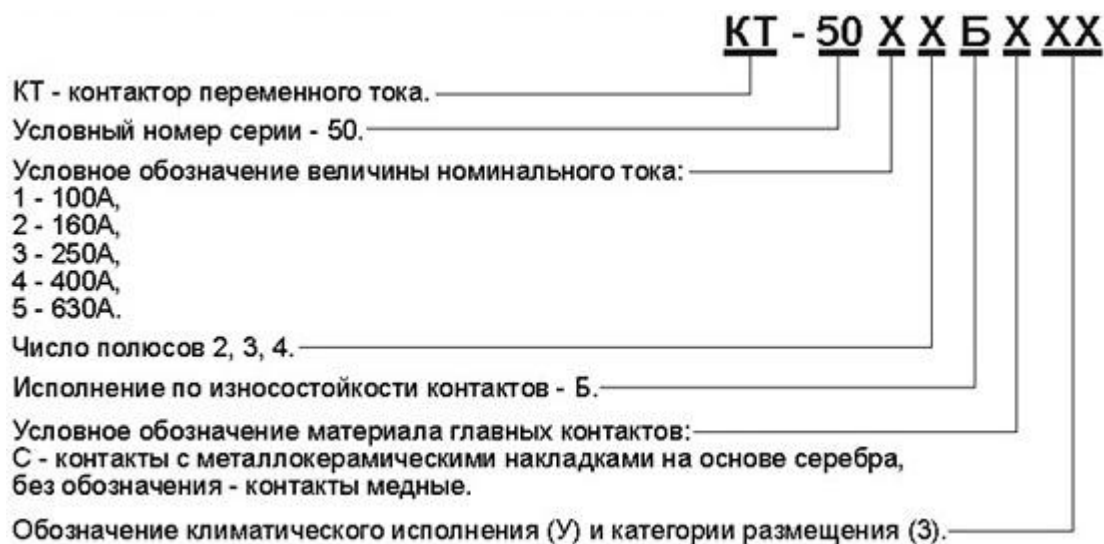 КТ - 50 Х Х Б Х ХХ
КТ - контактор переменного тока.
Условный номер серии - 50.
Условное обозначение величины номинального тока:
1 - 100А,
2 - 160А,
3 - 250А,
4 - 400А,
5 - 630А.
Число полюсов 2, 3, 4.
Исполнение по износостойкости контактов - Б.
Условное обозначение материала главных контактов:
С - контакты с металлокерамическими накладками на основе серебра,
без обозначения - контакты медные.
Обозначение климатического исполнения (У) и категории размещения (3).